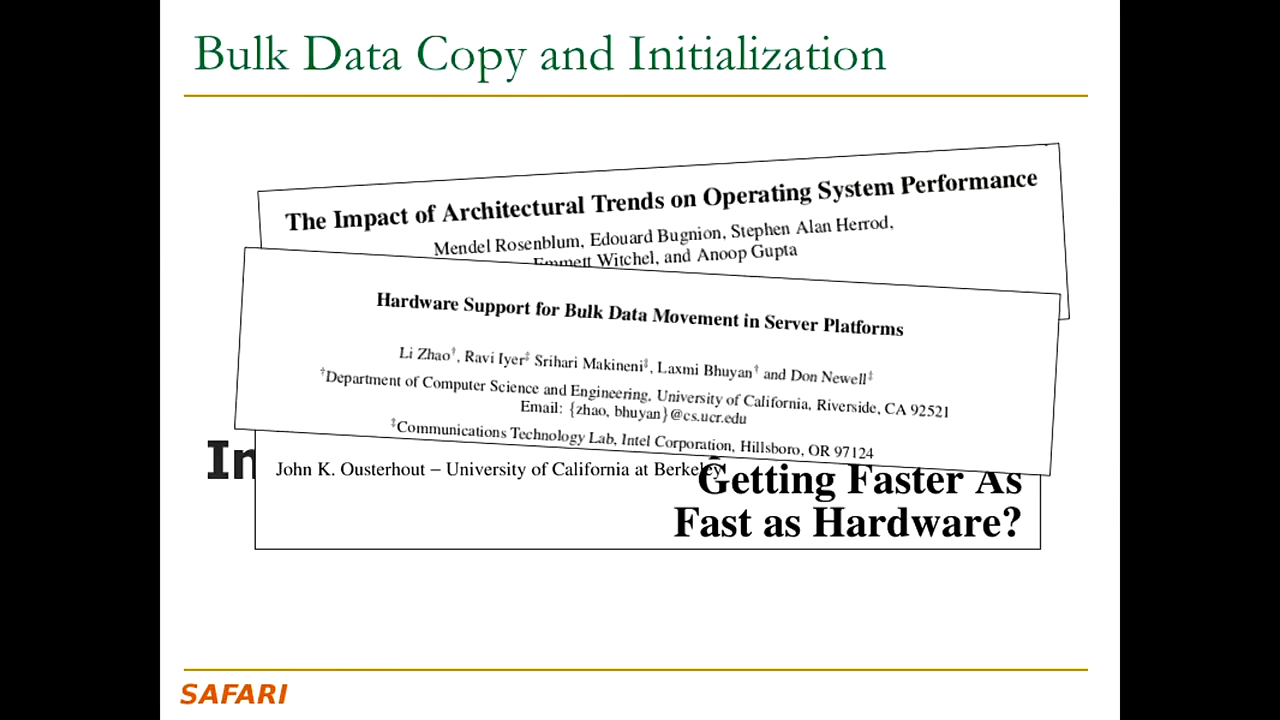 Bulk Data Copy and Initialization
The Impact of Architectural Trends on Operating System Performance
Mendel Rosenblum, Edouard Bugnion, Stephen Alan Herrod,
Emmett Witchel, and Anoop Gupta
Hardware Support for Bulk Data Movement in Server Platforms
Li Zhao†, Ravi Iyer‡ Srihari Makineni‡, Laxmi Bhuyan† and Don Newell‡
†Department of Computer Science and Engineering, University of California, Riverside, CA 92521
Email: {zhao, bhuyan}@cs.ucr.edu
‡Communications Technology Lab, Intel Corporation, Hillsboro, OR 97124
John K. Ousterhout – University of California at Berkeley
Getting Faster As
Fast as Hardware?
SAFARI